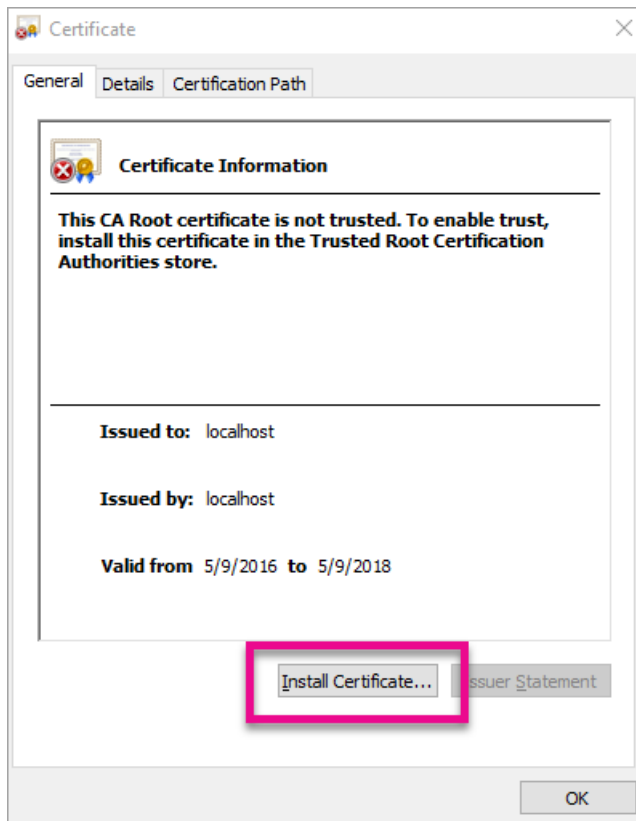 Certificate
General Details Certification Path
Certificate Information
This CA Root certificate is not trusted. To enable trust,
install this certificate in the Trusted Root Certification
Authorities store.
Issued to: localhost
Issued by: localhost
Valid from 5/9/2016 to 5/9/2018
Install Certificate... ssuer Statement
OK